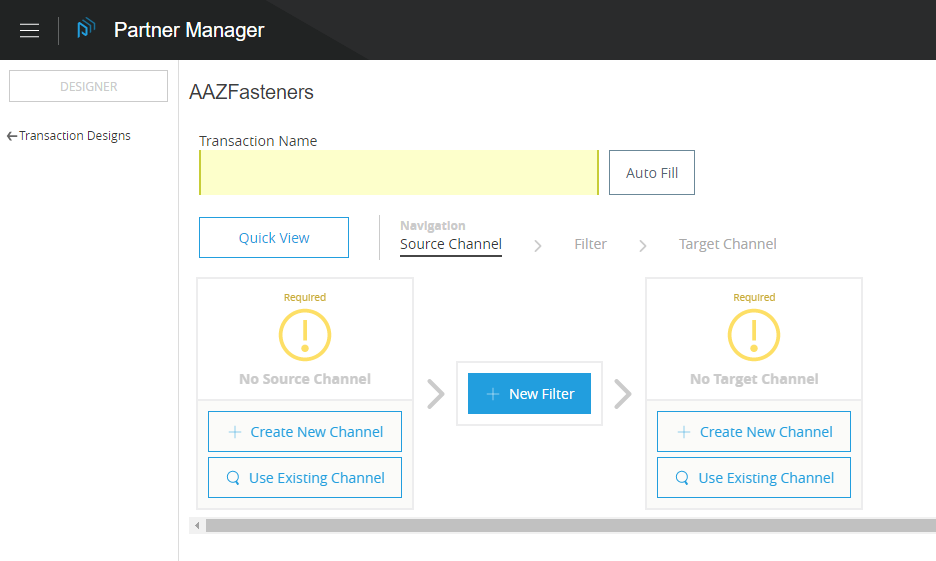 Partner Manager
DESIGNER
Transaction Designs
AAZFasteners
Transaction Name
Auto Fill
Quick View
Navigation
Source Channel
Filter
Target Channel
Required
No Source Channel
Create New Channel
Use Existing Channel
New Filter
Required
No Target Channel
Create New Channel
Use Existing Channel